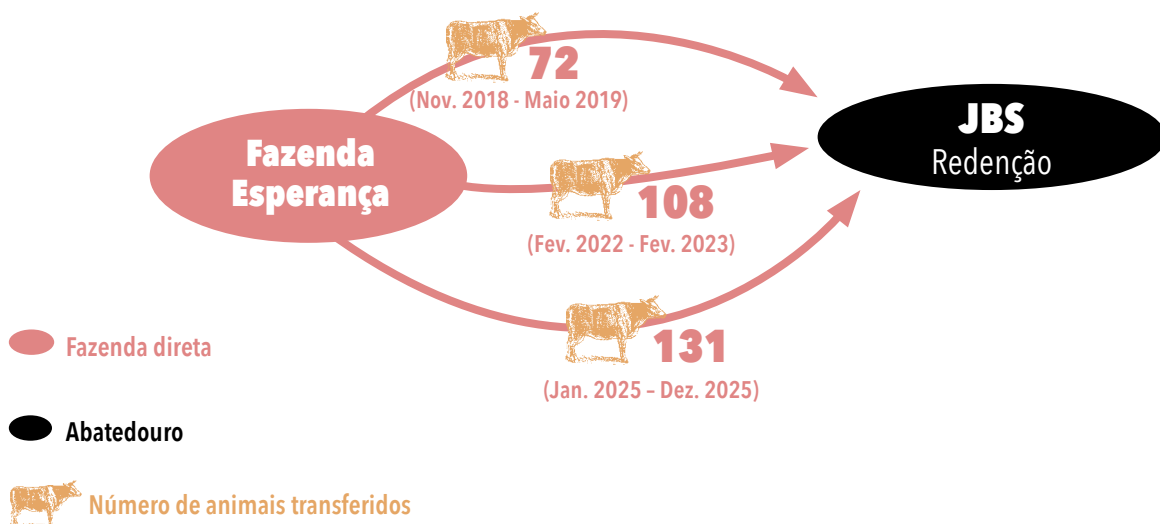 72
(Nov. 2018 - Maio 2019)
Fazenda
Esperança
JBS
Redenção
108
(Fev. 2022 - Fev. 2023)
131
(Jan. 2025 – Dez. 2025)
Fazenda direta
Abatedouro
Número de animais transferidos